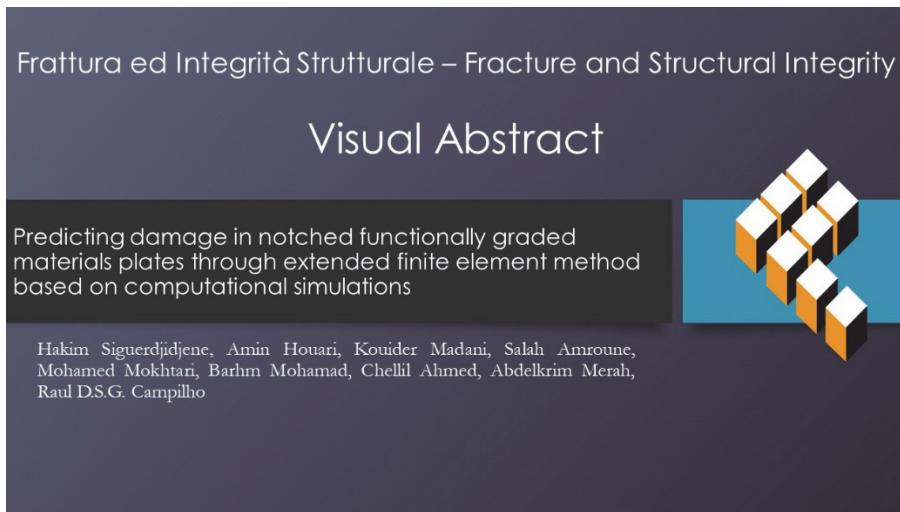 Frattura ed Integrità Strutturale – Fracture and Structural Integrity
Visual Abstract
Predicting damage in notched functionally graded
materials plates through extended finite element method
based on computational simulations
Hakim Siguerdjidjene, Amin Houari, Kouider Madani, Salah Amroune,
Mohamed Mokhtari, Barhm Mohamad, Chellil Ahmed, Abdelkrim Merah,
Raul D.S.G. Campilho